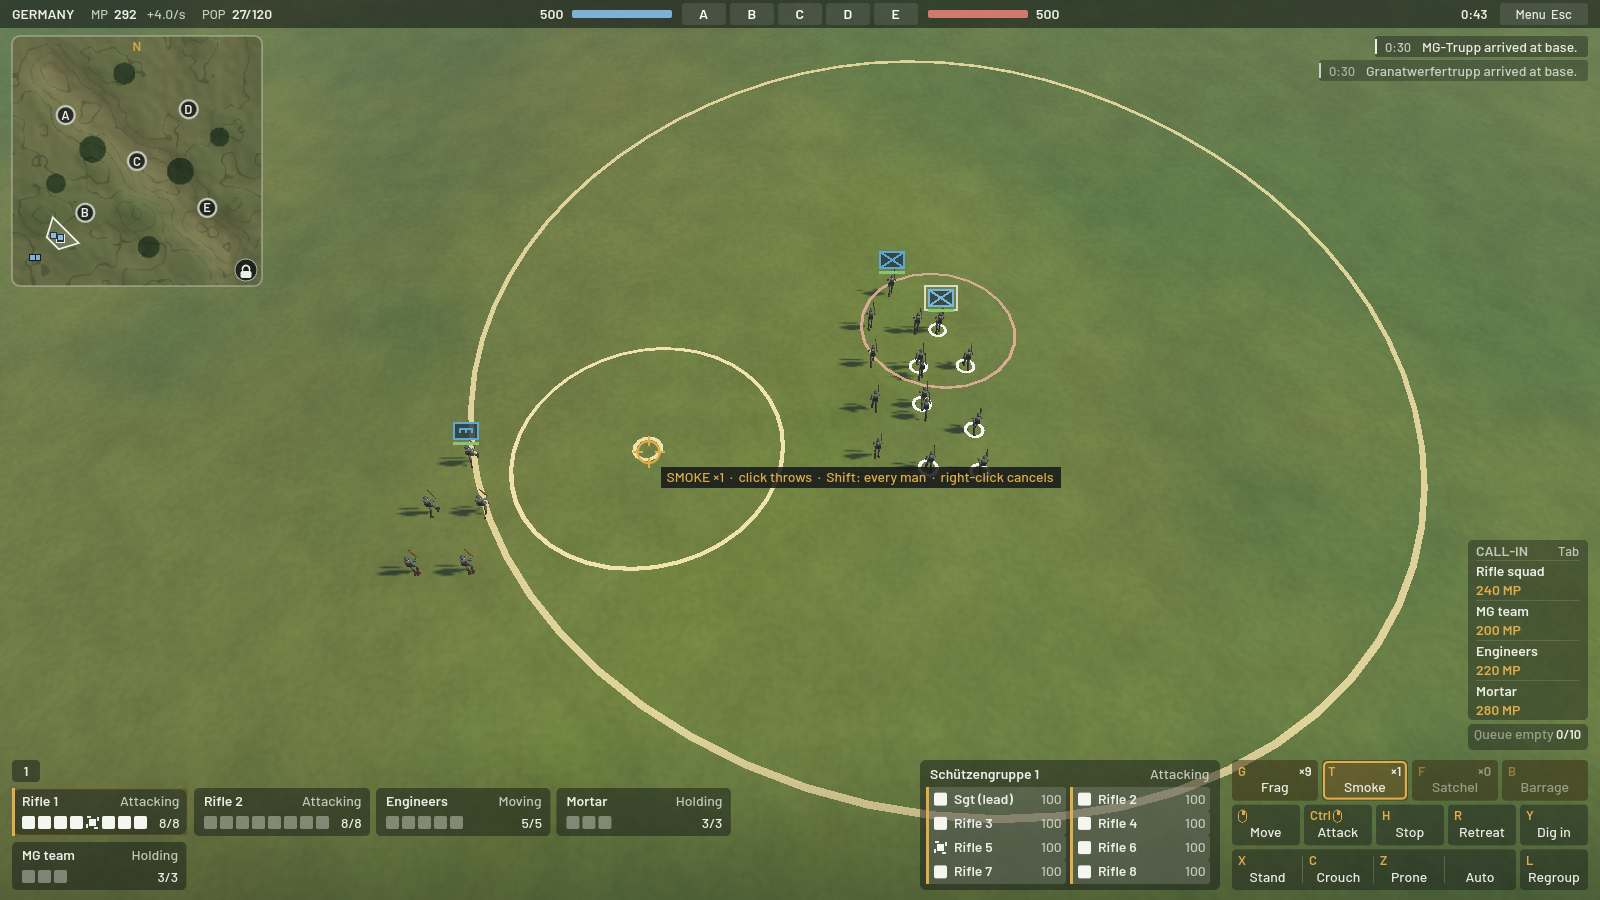 GERMANY MP 292 +4.0/s POP 27/120
500 A B C D E 500
0:43 Menu Esc
0:30 MG-Trupp arrived at base.
0:30 Granatwerfertrupp arrived at base.
N
A
D
C
B
E
E
SMOKE ×1 · click throws · Shift: every man · right-click cancels
CALL-IN Tab
Rifle squad
240 MP
MG team
200 MP
Engineers
220 MP
Mortar
280 MP
Queue empty 0/10
1
Rifle 1 Attacking
8/8
Rifle 2 Attacking
8/8
Engineers Moving
5/5
Mortar Holding
3/3
MG team Holding
3/3
Schützengruppe 1 Attacking
Sgt (lead) 100 Rifle 2 100
Rifle 3 100 Rifle 4 100
Rifle 5 100 Rifle 6 100
Rifle 7 100 Rifle 8 100
G ×9 Frag
T ×1 Smoke
F ×0 Satchel
B Barrage
Move
Ctrl Attack
H Stop
R Retreat
Y Dig in
X Stand
C Crouch
Z Prone
Auto
L Regroup